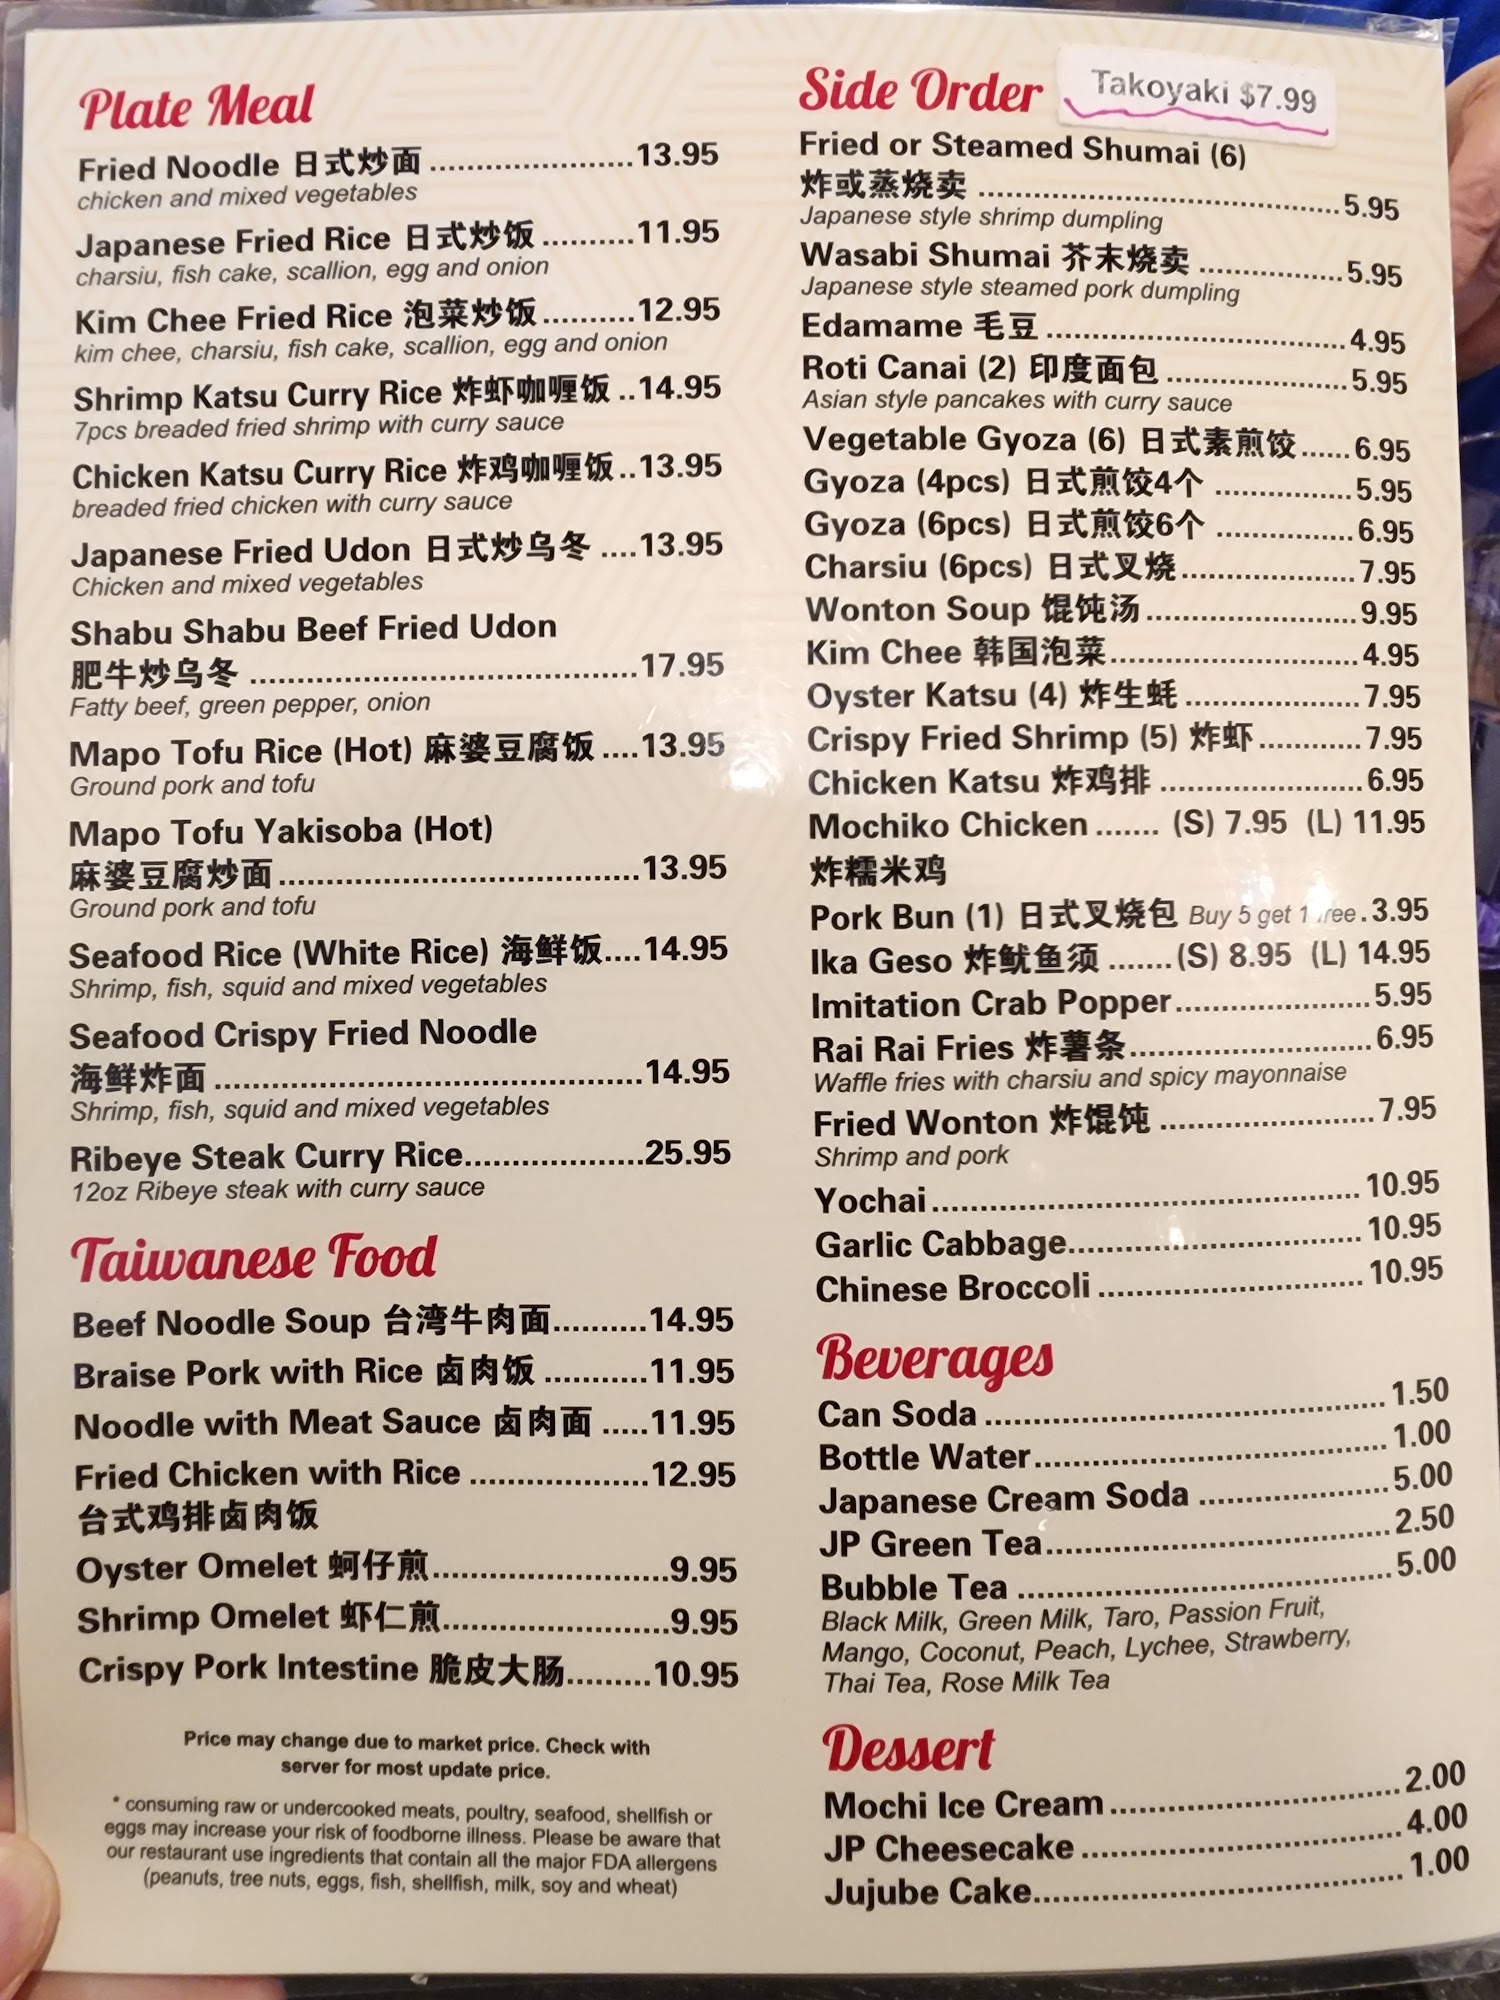 Plate Meal
Fried Noodle 日式炒面 ......................13.95
chicken and mixed vegetables
Japanese Fried Rice 日式炒饭 ..........11.95
charsiu, fish cake, scallion, egg and onion
Kim Chee Fried Rice 泡菜炒饭..........12.95
kim chee, charsiu, fish cake, scallion, egg and onion
Shrimp Katsu Curry Rice 炸虾咖喱饭 ..14.95
7pcs breaded fried shrimp with curry sauce
Chicken Katsu Curry Rice 炸鸡咖喱饭..13.95
breaded fried chicken with curry sauce
Japanese Fried Udon 日式炒乌冬 ....13.95
Chicken and mixed vegetables
Shabu Shabu Beef Fried Udon
肥牛炒乌冬 .........................................17.95
Fatty beef, green pepper, onion
Mapo Tofu Rice (Hot) 麻婆豆腐饭 ....13.95
Ground pork and tofu
Mapo Tofu Yakisoba (Hot)
麻婆豆腐炒面......................................13.95
Ground pork and tofu
Seafood Rice (White Rice) 海鲜饭....14.95
Shrimp, fish, squid and mixed vegetables
Seafood Crispy Fried Noodle
海鲜炸面 .............................................14.95
Shrimp, fish, squid and mixed vegetables
Ribeye Steak Curry Rice...................25.95
12oz Ribeye steak with curry sauce
Taiwanese Food
Beef Noodle Soup 台湾牛肉面..........14.95
Braise Pork with Rice 卤肉饭 ...........11.95
Noodle with Meat Sauce 卤肉面 .....11.95
Fried Chicken with Rice ...................12.95
台式鸡排卤肉饭
Oyster Omelet 蚵仔煎.........................9.95
Shrimp Omelet 虾仁煎........................9.95
Crispy Pork Intestine 脆皮大肠.........10.95
Price may change due to market price. Check with
server for most update price.
* consuming raw or undercooked meats, poultry, seafood, shellfish or
eggs may increase your risk of foodborne illness. Please be aware that
our restaurant use ingredients that contain all the major FDA allergens
(peanuts, tree nuts, eggs, fish, shellfish, milk, soy and wheat)
Side Order
Takoyaki $7.99
Fried or Steamed Shumai (6)
炸或蒸烧卖 ......................................5.95
Japanese style shrimp dumpling
Wasabi Shumai 芥末烧卖 ...............5.95
Japanese style steamed pork dumpling
Edamame 毛豆 ................................4.95
Roti Canai (2) 印度面包 ...................5.95
Asian style pancakes with curry sauce
Vegetable Gyoza (6) 日式素煎饺......6.95
Gyoza (4pcs) 日式煎饺4个 ...............5.95
Gyoza (6pcs) 日式煎饺6个 ...............6.95
Charsiu (6pcs) 日式叉烧...................7.95
Wonton Soup 馄饨汤.......................9.95
Kim Chee 韩国泡菜..........................4.95
Oyster Katsu (4) 炸生蚝 ...................7.95
Crispy Fried Shrimp (5) 炸虾 ...........7.95
Chicken Katsu 炸鸡排 ......................6.95
Mochiko Chicken ....... (S) 7.95 (L) 11.95
炸糯米鸡
Pork Bun (1) 日式叉烧包 Buy 5 get 1 free.3.95
Ika Geso 炸鱿鱼须 .......(S) 8.95 (L) 14.95
Imitation Crab Popper.....................5.95
Rai Rai Fries 炸薯条..........................6.95
Waffle fries with charsiu and spicy mayonnaise
Fried Wonton 炸馄饨 .......................7.95
Shrimp and pork
Yochai............................................10.95
Garlic Cabbage...............................10.95
Chinese Broccoli ............................10.95
Beverages
Can Soda ..........................................1.50
Bottle Water.....................................1.00
Japanese Cream Soda ....................5.00
JP Green Tea....................................2.50
Bubble Tea .......................................5.00
Black Milk, Green Milk, Taro, Passion Fruit,
Mango, Coconut, Peach, Lychee, Strawberry,
Thai Tea, Rose Milk Tea
Dessert
Mochi Ice Cream..............................2.00
JP Cheesecake .................................4.00
Jujube Cake......................................1.00